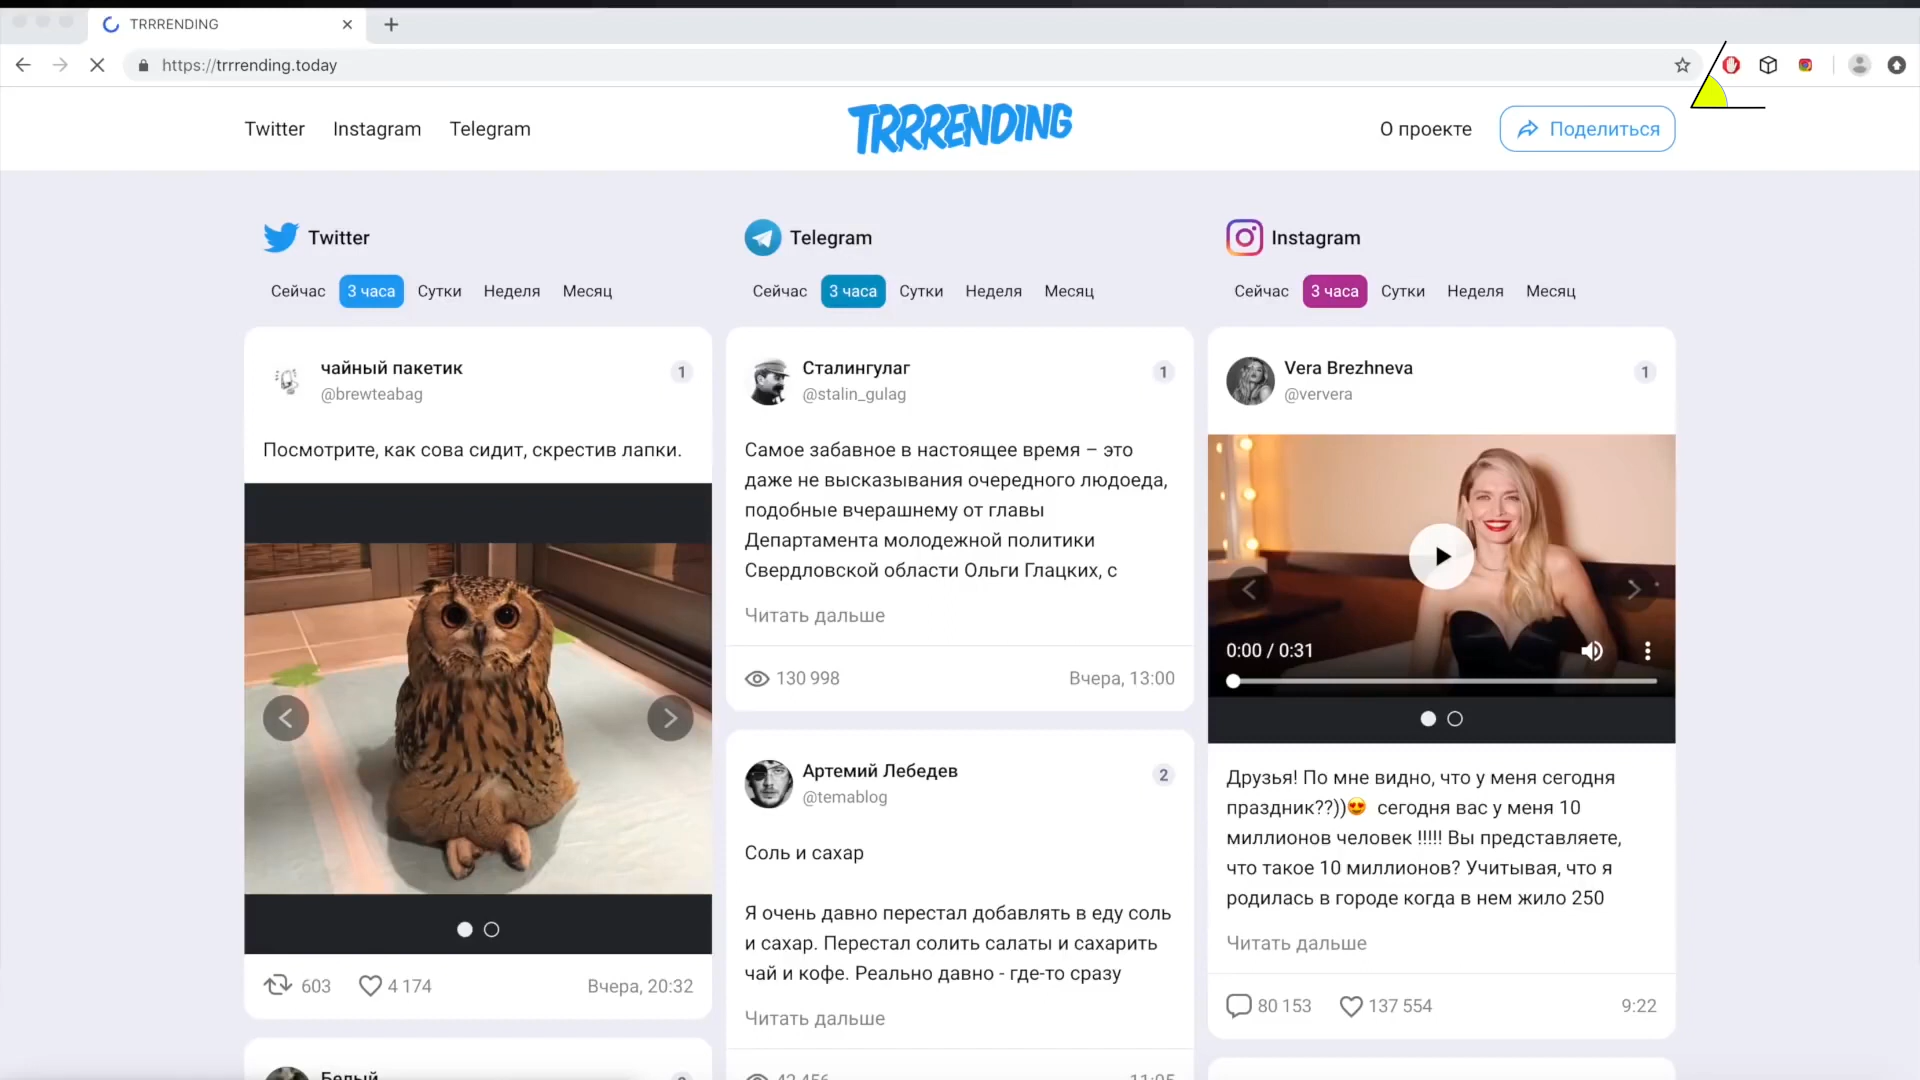 TRRRENDING
https://trrrending.today
Twitter Instagram Telegram
TRRRENDING
О проекте
Поделиться
Twitter
Сейчас 3 часа Сутки Неделя Месяц
чайный пакетик
1
@brewteabag
Посмотрите, как сова сидит, скрестив лапки.
603 4 174 Вчера, 20:32
Белый
Telegram
Сейчас 3 часа Сутки Неделя Месяц
Сталингулаг
1
@stalin_gulag
Самое забавное в настоящее время – это
даже не высказывания очередного людоеда,
подобные вчерашнему от главы
Департамента молодежной политики
Свердловской области Ольги Глацких, с
Читать дальше
130 998 Вчера, 13:00
Артемий Лебедев
2
@temablog
Соль и сахар
Я очень давно перестал добавлять в еду соль
и сахар. Перестал солить салаты и сахарить
чай и кофе. Реально давно - где-то сразу
Читать дальше
Instagram
Сейчас 3 часа Сутки Неделя Месяц
Vera Brezhneva
1
@ververa
0:00 / 0:31
Друзья! По мне видно, что у меня сегодня
праздник??))😍 сегодня вас у меня 10
миллионов человек !!!!! Вы представляете,
что такое 10 миллионов? Учитывая, что я
родилась в городе когда в нем жило 250
Читать дальше
80 153 137 554 9:22